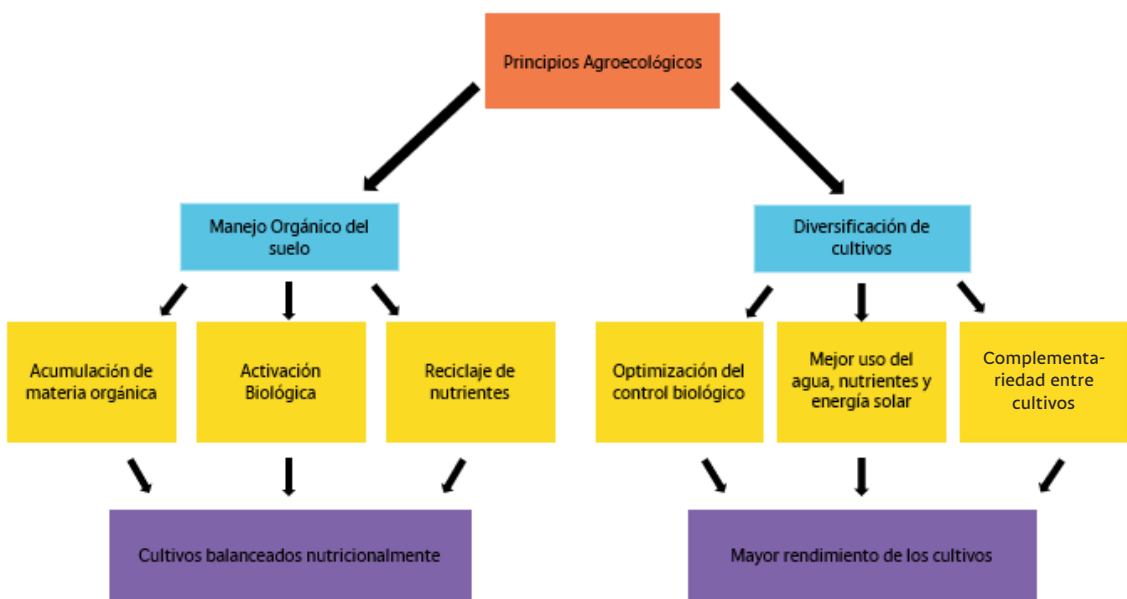 Principios Agroecológicos
Manejo Orgánico del
suelo
Diversificación de
cultivos
Acumulación de
materia orgánica
Activación
Biológica
Reciclaje de
nutrientes
Optimización del
control biológico
Mejor uso del
agua, nutrientes y
energía solar
Complementa-
riedad entre
cultivos
Cultivos balanceados nutricionalmente
Mayor rendimiento de los cultivos